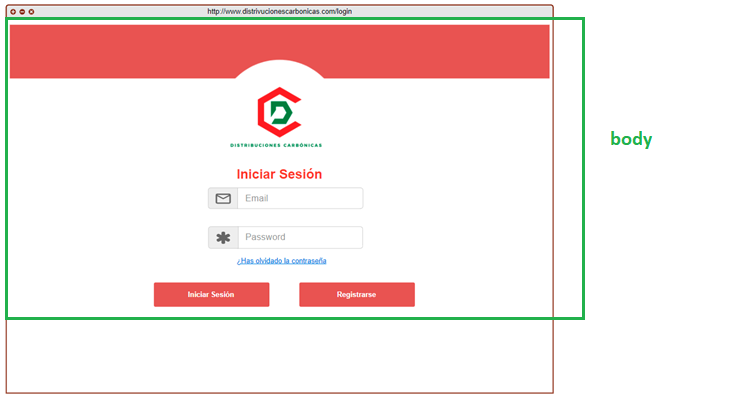 http://www.distrivucionescarbonicas.com/login
DISTRIBUCIONES CARBÓNICAS
Iniciar Sesión
Email
Password
¿Has olvidado la contraseña
Iniciar Sesión Registrarse
body